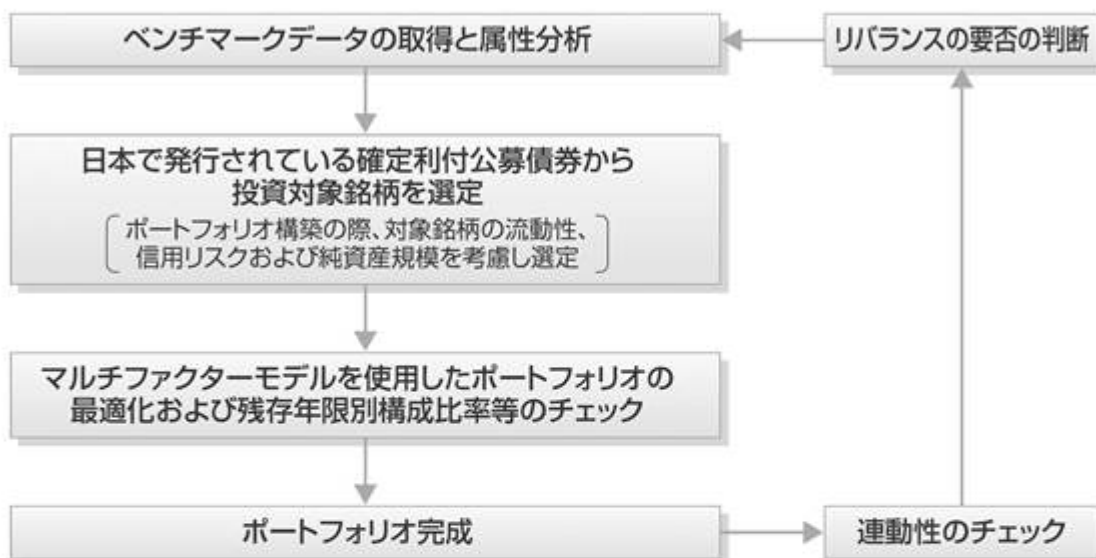 ベンチマークデータの取得と属性分析
リバランスの要否の判断
日本で発行されている確定利付公募債券から
投資対象銘柄を選定
ポートフォリオ構築の際、対象銘柄の流動性、
信用リスクおよび純資産規模を考慮し選定
マルチファクターモデルを使用したポートフォリオの
最適化および残存年限別構成比率等のチェック
ポートフォリオ完成
連動性のチェック